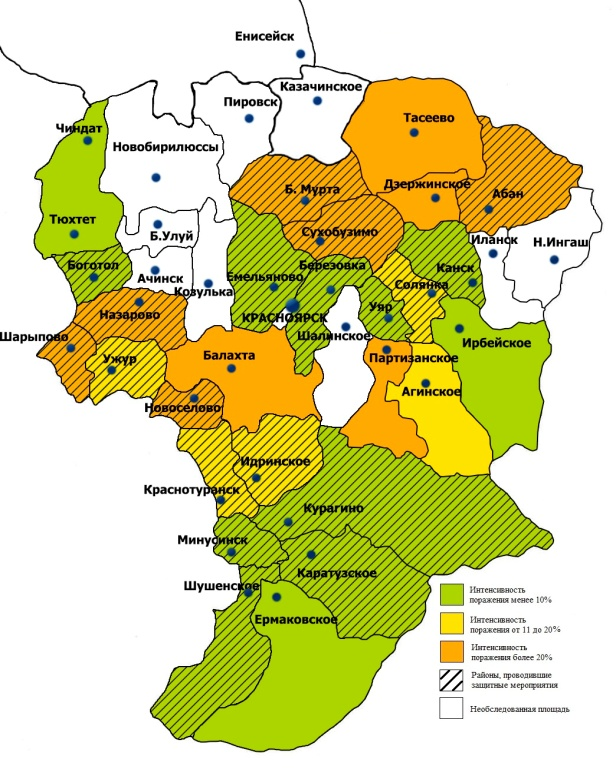 Енисейск
Казачинское
Пировск
Тасеево
Чиндат
Новобирилюссы
Б. Мурта
Дзержинское
Абан
Тюхтет
Б.Улуй
Сухобузимо
Иланск
Н.Ингаш
Боготол
Ачинск
Козулька
Емельяново
Березовка
Солянка
Канск
Назарово
КРАСНОЯРСК
Уяр
Шарыпово
Шалинское
Ирбейское
Ужур
Балахта
Партизанское
Агинское
Новоселово
Идринское
Краснотуранск
Курагино
Минусинск
Каратузское
Шушенское
Ермаковское
Интенсивность
поражения менее 10%
Интенсивность
поражения от 11 до 20%
Интенсивность
поражения более 20%
Районы, проводившие
защитные мероприятия
Необследованная площадь